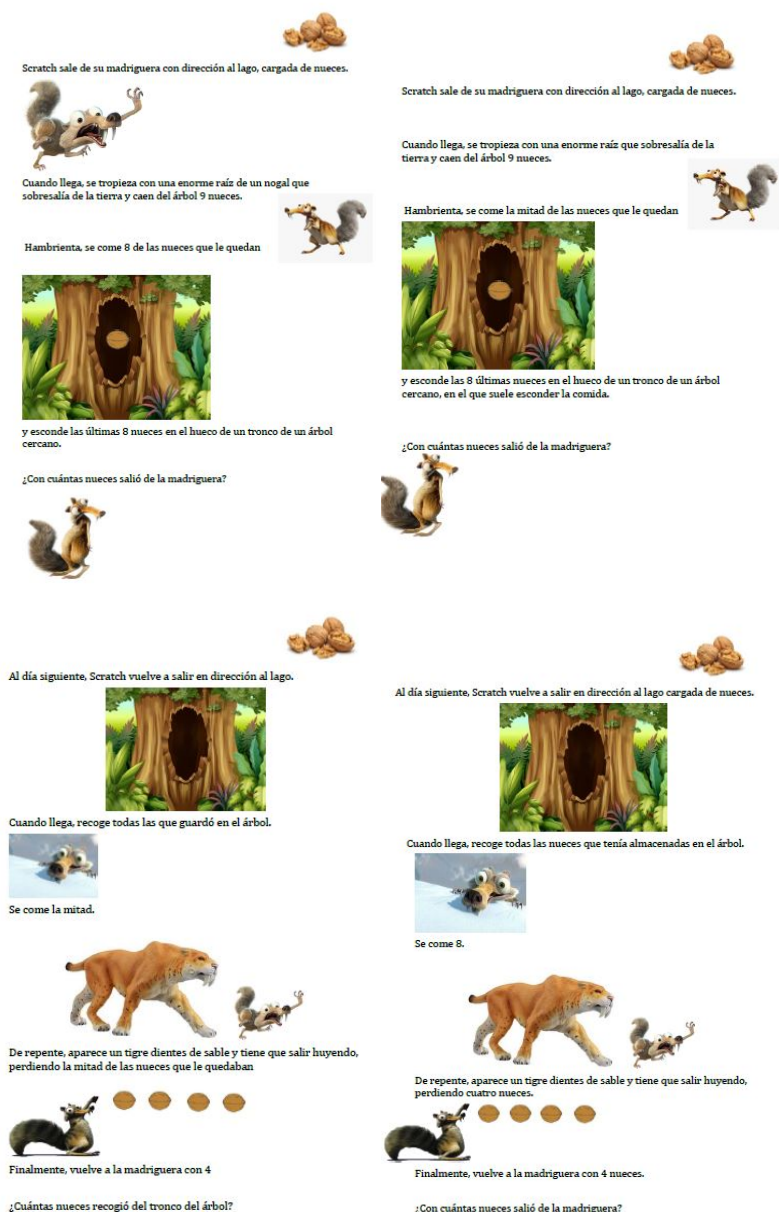 Scratch sale de su madriguera con dirección al lago, cargada de nueces.
Cuando llega, se tropieza con una enorme raíz de un nogal que
sobresalía de la tierra y caen del árbol 9 nueces.
Hambrienta, se come 8 de las nueces que le quedan
y esconde las últimas 8 nueces en el hueco de un tronco de un árbol
cercano.
¿Con cuántas nueces salió de la madriguera?
Scratch sale de su madriguera con dirección al lago, cargada de nueces.
Cuando llega, se tropieza con una enorme raíz que sobresalía de la
tierra y caen del árbol 9 nueces.
Hambrienta, se come la mitad de las nueces que le quedan
y esconde las 8 últimas nueces en el hueco de un tronco de un árbol
cercano, en el que suele esconder la comida.
¿Con cuántas nueces salió de la madriguera?
Al día siguiente, Scratch vuelve a salir en dirección al lago.
Cuando llega, recoge todas las que guardó en el árbol.
Se come la mitad.
De repente, aparece un tigre dientes de sable y tiene que salir huyendo,
perdiendo la mitad de las nueces que le quedaban
Finalmente, vuelve a la madriguera con 4
¿Cuántas nueces recogió del tronco del árbol?
Al día siguiente, Scratch vuelve a salir en dirección al lago cargada de nueces.
Cuando llega, recoge todas las nueces que tenía almacenadas en el árbol.
Se come 8.
De repente, aparece un tigre dientes de sable y tiene que salir huyendo,
perdiendo cuatro nueces.
Finalmente, vuelve a la madriguera con 4 nueces.
¿Con cuántas nueces salió de la madriguera?